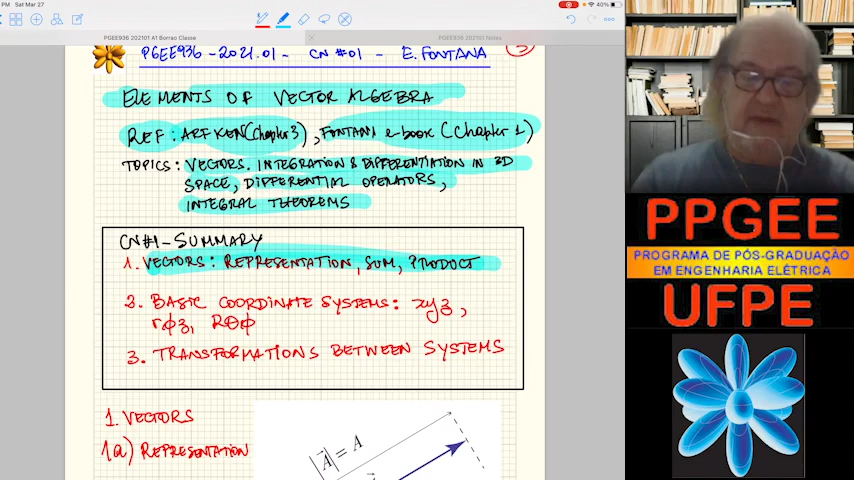 PM Sat Mar 27
40%
PGEE936 202101 A1 Borrao Classe
PGEE936 202101 Notes
PGEE936 - 2021.01 - CN #01 - E. FONTANA
ELEMENTS OF VECTOR ALGEBRA
REF: ARFKEN (Chapter 3), FONTANA e-book (Chapter 1)
TOPICS: VECTORS. INTEGRATION & DIFFERENTIATION IN 3D
SPACE, DIFFERENTIAL OPERATORS,
INTEGRAL THEOREMS
CN#1 - SUMMARY
1. VECTORS: REPRESENTATION, SUM, PRODUCT
2. BASIC COORDINATE SYSTEMS: xyz,
rϕz, Rθϕ
3. TRANSFORMATIONS BETWEEN SYSTEMS
1. VECTORS
1a) REPRESENTATION
|A⃗| = A
PPGEE
PROGRAMA DE PÓS-GRADUAÇÃO
EM ENGENHARIA ELÉTRICA
UFPE